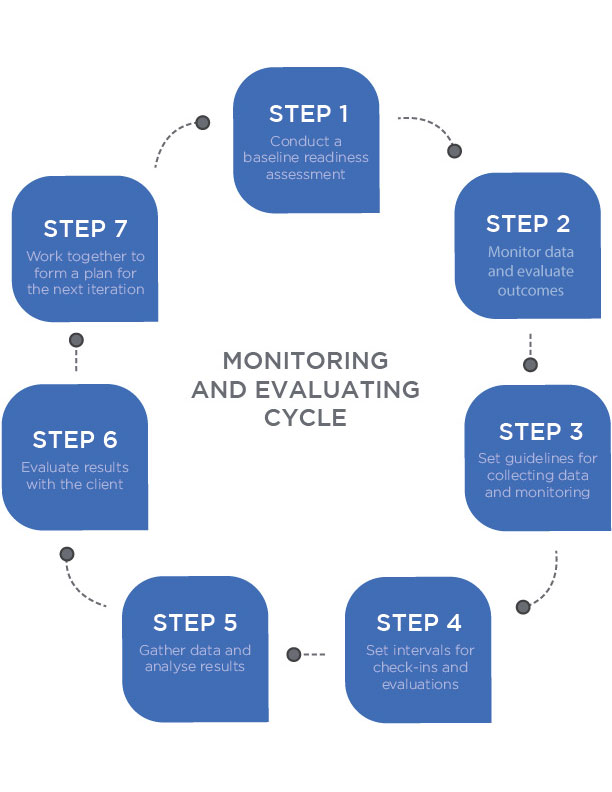 STEP 1
Conduct a
baseline readiness
assessment
STEP 2
Monitor data
and evaluate
outcomes
STEP 3
Set guidelines for
collecting data
and monitoring
STEP 4
Set intervals for
check-ins and
evaluations
STEP 5
Gather data and
analyse results
STEP 6
Evaluate results
with the client
STEP 7
Work together to
form a plan for
the next iteration
MONITORING
AND EVALUATING
CYCLE